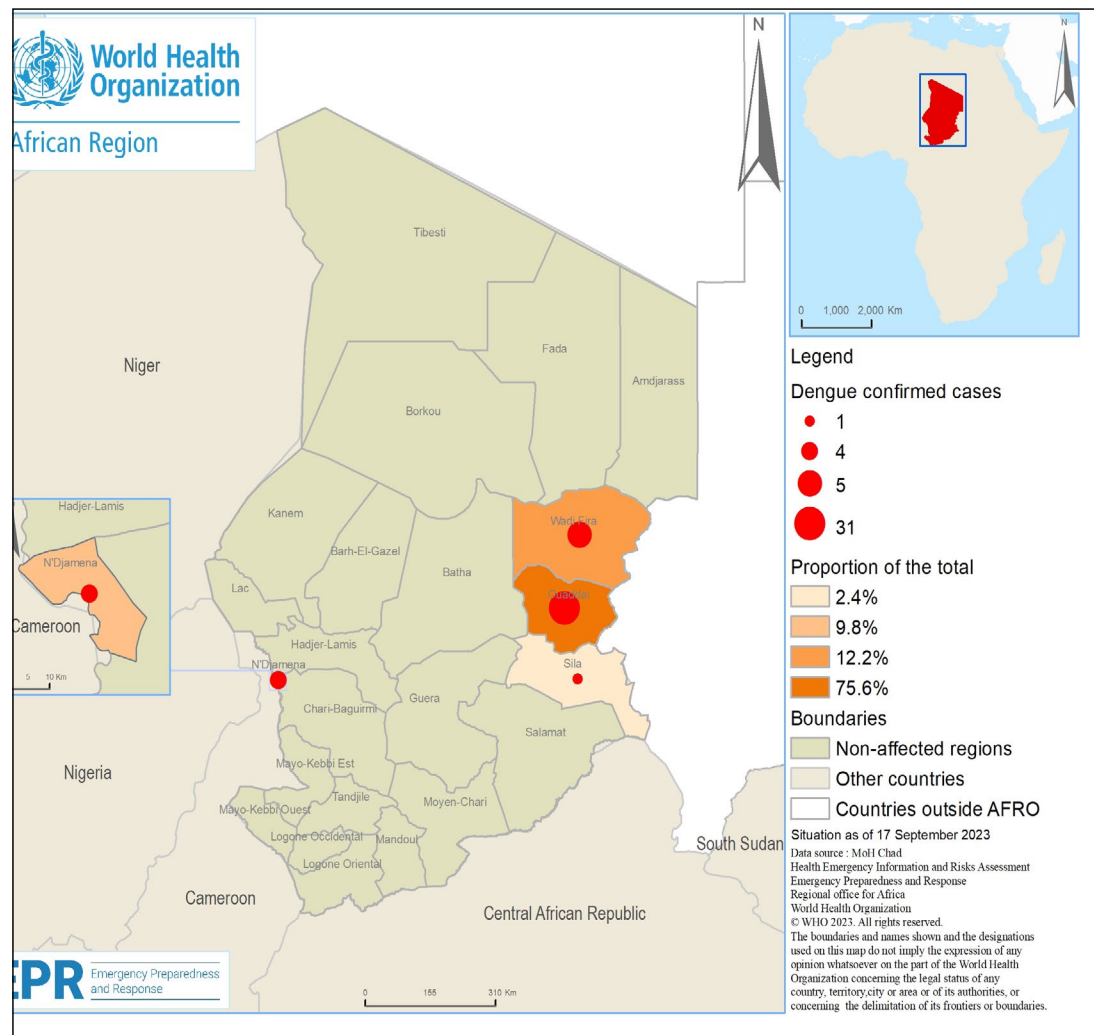 World Health
Organization
African Region
N
Tibesti
Niger
Fada
Arndjarass
Borkou
Kanem
Wadi Fira
Barh-El-Gazel
Batha
Ouaddai
Lac
Hadjer-Lamis
N'Djamena
Sila
Chari-Baguirmi
Guera
Salamat
Nigeria
Mayo-Kebbi Est
Tandjile
Moyen-Chari
Mayo-Kebbi Ouest
Logone Occidental
Mandoul
Logone Oriental
South Sudan
Cameroon
Central African Republic
Hadjer-Lamis
N'Djamena
Cameroon
5 10 Km
EPR
Emergency Preparedness
and Response
0 155 310 Km
N
0 1,000 2,000 Km
Legend
Dengue confirmed cases
1
4
5
31
Proportion of the total
2.4%
9.8%
12.2%
75.6%
Boundaries
Non-affected regions
Other countries
Countries outside AFRO
Situation as of 17 September 2023
Data source : MoH Chad
Health Emergency Information and Risks Assessment
Emergency Preparedness and Response
Regional office for Africa
World Health Organization
© WHO 2023. All rights reserved.
The boundaries and names shown and the designations
used on this map do not imply the expression of any
opinion whatsoever on the part of the World Health
Organization concerning the legal status of any
country, territory,city or area or of its authorities, or
concerning the delimitation of its frontiers or boundaries.